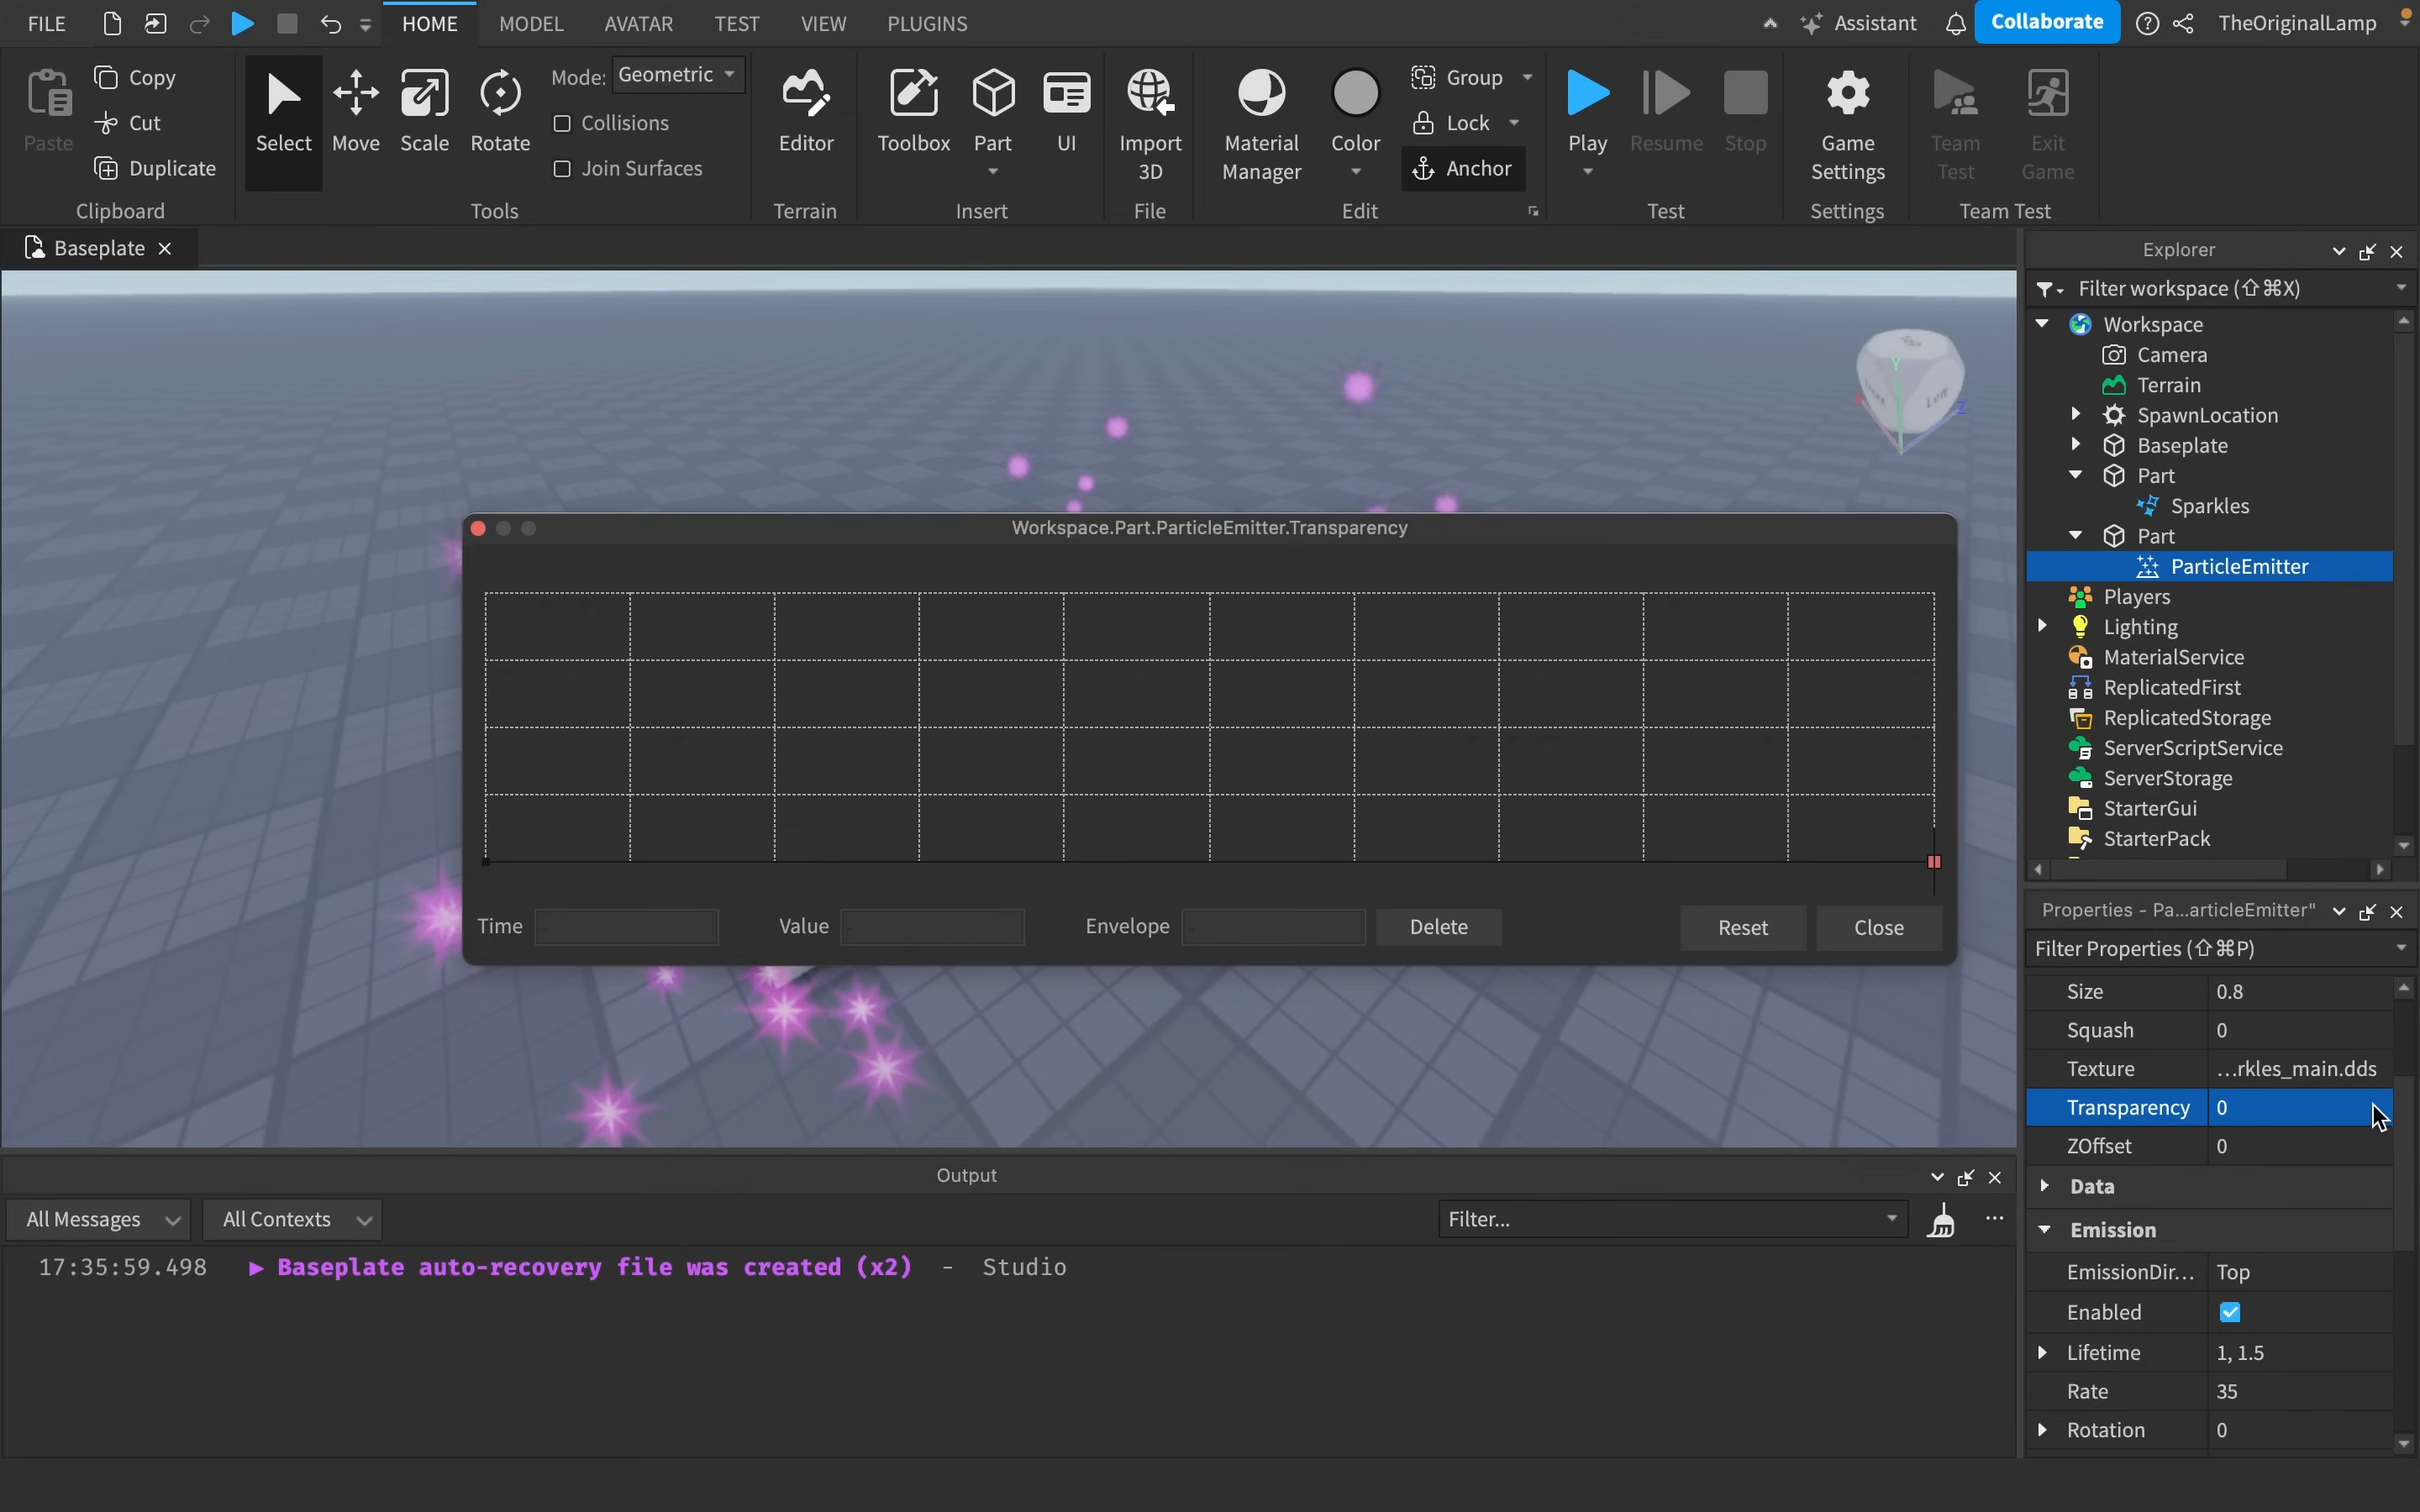 FILE
HOME
MODEL
AVATAR
TEST
VIEW
PLUGINS
Assistant
Collaborate
TheOriginalLamp
Paste
Copy
Cut
Duplicate
Clipboard
Select
Move
Scale
Rotate
Mode: Geometric
Collisions
Join Surfaces
Tools
Editor
Terrain
Toolbox
Part
UI
Insert
Import
3D
File
Material
Manager
Color
Group
Lock
Anchor
Edit
Play
Resume
Stop
Test
Game
Settings
Settings
Team
Test
Exit
Game
Team Test
Baseplate
Y
Z
Left
Workspace.Part.ParticleEmitter.Transparency
Time
Value
Envelope
Delete
Reset
Close
Explorer
Filter workspace (⇧⌘X)
Workspace
Camera
Terrain
SpawnLocation
Baseplate
Part
Sparkles
Part
ParticleEmitter
Players
Lighting
MaterialService
ReplicatedFirst
ReplicatedStorage
ServerScriptService
ServerStorage
StarterGui
StarterPack
Properties - Pa...articleEmitter"
Filter Properties (⇧⌘P)
Size 0.8
Squash 0
Texture ...rkles_main.dds
Transparency 0
ZOffset 0
Data
Emission
EmissionDir... Top
Enabled
Lifetime 1, 1.5
Rate 35
Rotation 0
Output
All Messages
All Contexts
Filter...
17:35:59.498 ▶ Baseplate auto-recovery file was created (x2) - Studio